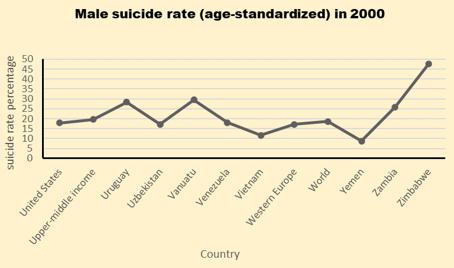 Male suicide rate (age-standardized) in 2000
suicide rate percentage
50
45
40
35
30
25
20
15
10
5
0
United States
Upper-middle income
Uruguay
Uzbekistan
Vanuatu
Venezuela
Vietnam
Western Europe
World
Yemen
Zambia
Zimbabwe
Country